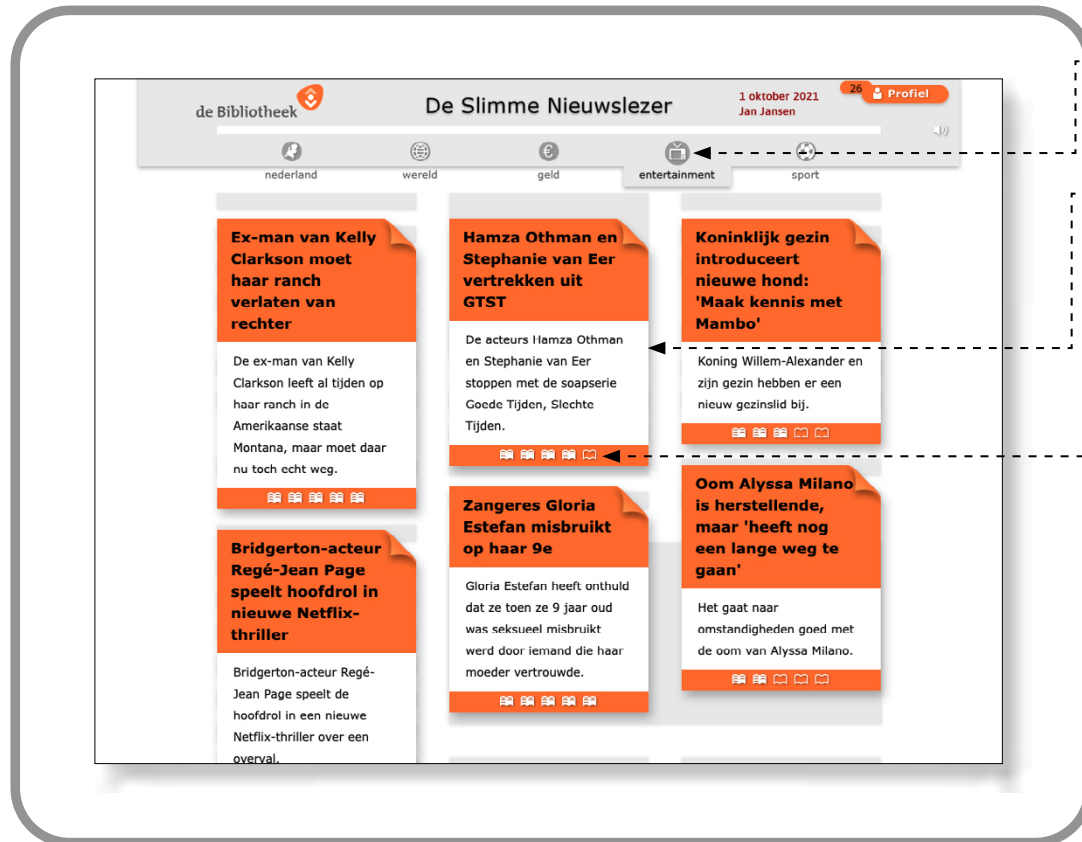 de Bibliotheek
De Slimme Nieuwslezer
1 oktober 2021
Jan Jansen
26
Profiel
nederland
wereld
geld
entertainment
sport
Ex-man van Kelly
Clarkson moet
haar ranch
verlaten van
rechter
De ex-man van Kelly
Clarkson leeft al tijden op
haar ranch in de
Amerikaanse staat
Montana, maar moet daar
nu toch echt weg.
Bridgerton-acteur
Regé-Jean Page
speelt hoofdrol in
nieuwe Netflix-
thriller
Bridgerton-acteur Regé-
Jean Page speelt de
hoofdrol in een nieuwe
Netflix-thriller over een
overval.
Hamza Othman en
Stephanie van Eer
vertrekken uit
GTST
De acteurs Hamza Othman
en Stephanie van Eer
stoppen met de soapserie
Goede Tijden, Slechte
Tijden.
Zangeres Gloria
Estefan misbruikt
op haar 9e
Gloria Estefan heeft onthuld
dat ze toen ze 9 jaar oud
was seksueel misbruikt
werd door iemand die haar
moeder vertrouwde.
Koninklijk gezin
introduceert
nieuwe hond:
'Maak kennis met
Mambo'
Koning Willem-Alexander en
zijn gezin hebben er een
nieuw gezinslid bij.
Oom Alyssa Milano
is herstellende,
maar 'heeft nog
een lange weg te
gaan'
Het gaat naar
omstandigheden goed met
de oom van Alyssa Milano.